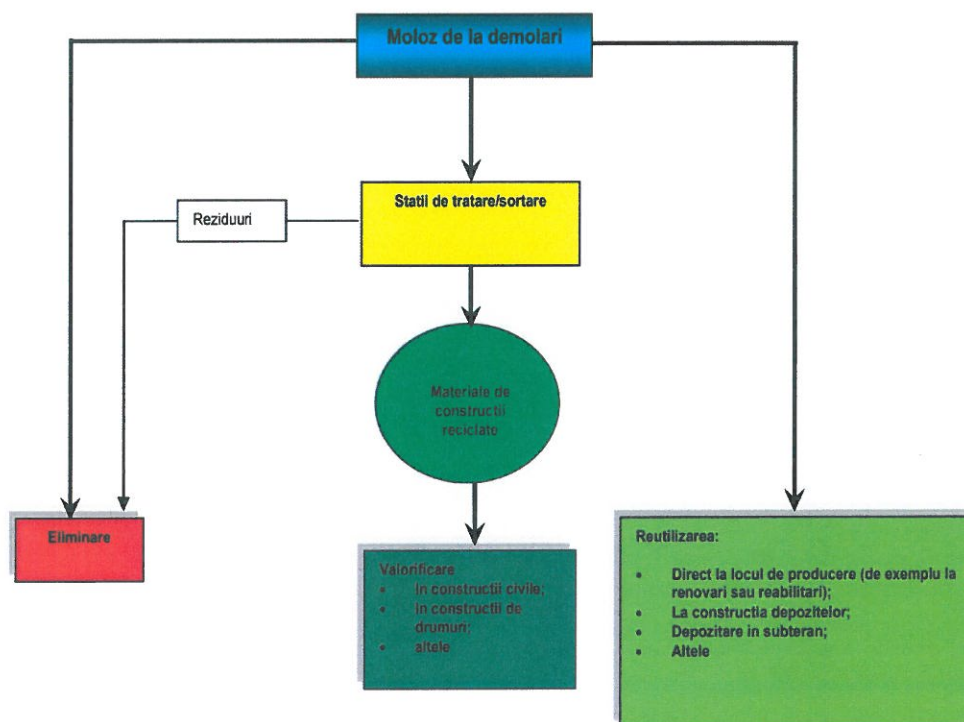 Moloz de la demolari
Statii de tratare/sortare
Reziduuri
Materiale de
constructii
reciclate
Eliminare
Valorificare
• In constructii civile;
• in constructii de
drumuri;
• altele
Reutilizarea:
• Direct la locul de producere (de exemplu la
renovari sau reabilitari);
• La constructia depozitelor;
• Depozitare in subteran;
• Altele